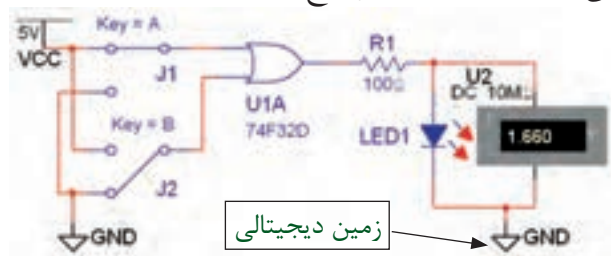 5V
VCC
Key = A
J1
Key = B
J2
U1A
74F32D
R1
100Ω
LED1
U2
DC 10MΩ
1.660
GND
زمین دیجیتالی
GND